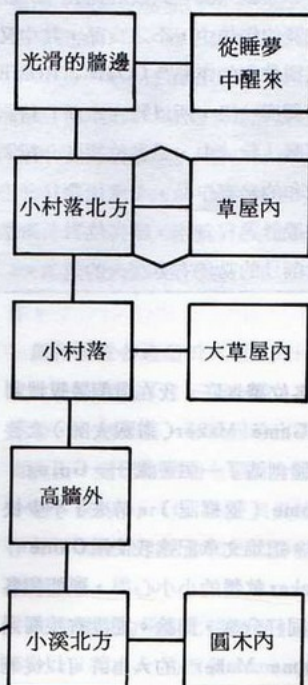 光滑的牆邊
從睡夢
中醒來
小村落北方
草屋內
小村落
大草屋內
高牆外
小溪北方
圓木內